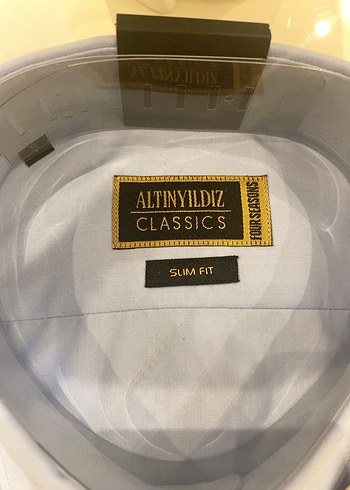 ALTINYILDIZ
CLASSICS
FOUR SEASONS
SLIM FIT